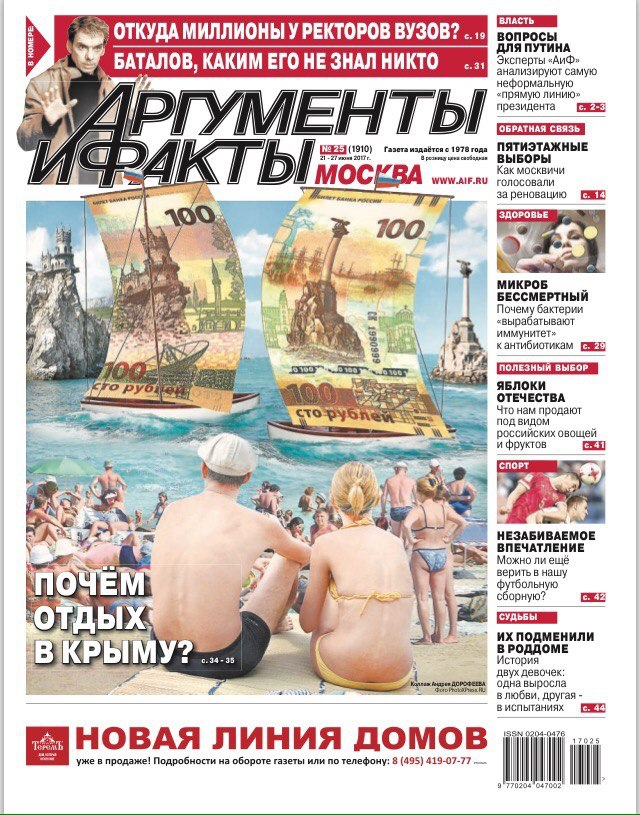 В НОМЕРЕ:
ОТКУДА МИЛЛИОНЫ У РЕКТОРОВ ВУЗОВ? с. 19
БАТАЛОВ, КАКИМ ЕГО НЕ ЗНАЛ НИКТО с. 31
АРГУМЕНТЫ
И ФАКТЫ
№ 25 (1910)
21 - 27 июня 2017 г.
Газета издаётся с 1978 года
В розницу цена свободная
МОСКВА
WWW.AIF.RU
БИЛЕТ БАНКА РОССИИ
100
100
СТО РУБЛЕЙ
100
100
100
СТО РУБЛЕЙ
ПОЧЁМ
ОТДЫХ
В КРЫМУ? с. 34 - 35
Коллаж Андрея ДОРОФЕЕВА
Фото PhotoXPress.RU
ВЛАСТЬ
ВОПРОСЫ
ДЛЯ ПУТИНА
Эксперты «АиФ»
анализируют самую
неформальную
«прямую линию»
президента с. 2-3
ОБРАТНАЯ СВЯЗЬ
ПЯТИЭТАЖНЫЕ
ВЫБОРЫ
Как москвичи
голосовали
за реновацию с. 14
ЗДОРОВЬЕ
МИКРОБ
БЕССМЕРТНЫЙ
Почему бактерии
«вырабатывают
иммунитет»
к антибиотикам с. 29
ПОЛЕЗНЫЙ ВЫБОР
ЯБЛОКИ
ОТЕЧЕСТВА
Что нам продают
под видом
российских овощей
и фруктов с. 41
СПОРТ
НЕЗАБИВАЕМОЕ
ВПЕЧАТЛЕНИЕ
Можно ли ещё
верить в нашу
футбольную
сборную? с. 42
СУДЬБЫ
ИХ ПОДМЕНИЛИ
В РОДДОМЕ
История
двух девочек:
одна выросла
в любви, другая -
в испытаниях с. 44
ТеремЪ
НОВАЯ ЛИНИЯ ДОМОВ
уже в продаже! Подробности на обороте газеты или по телефону: 8 (495) 419-07-77
ISSN 0204-0476
17025
9 770204 047002